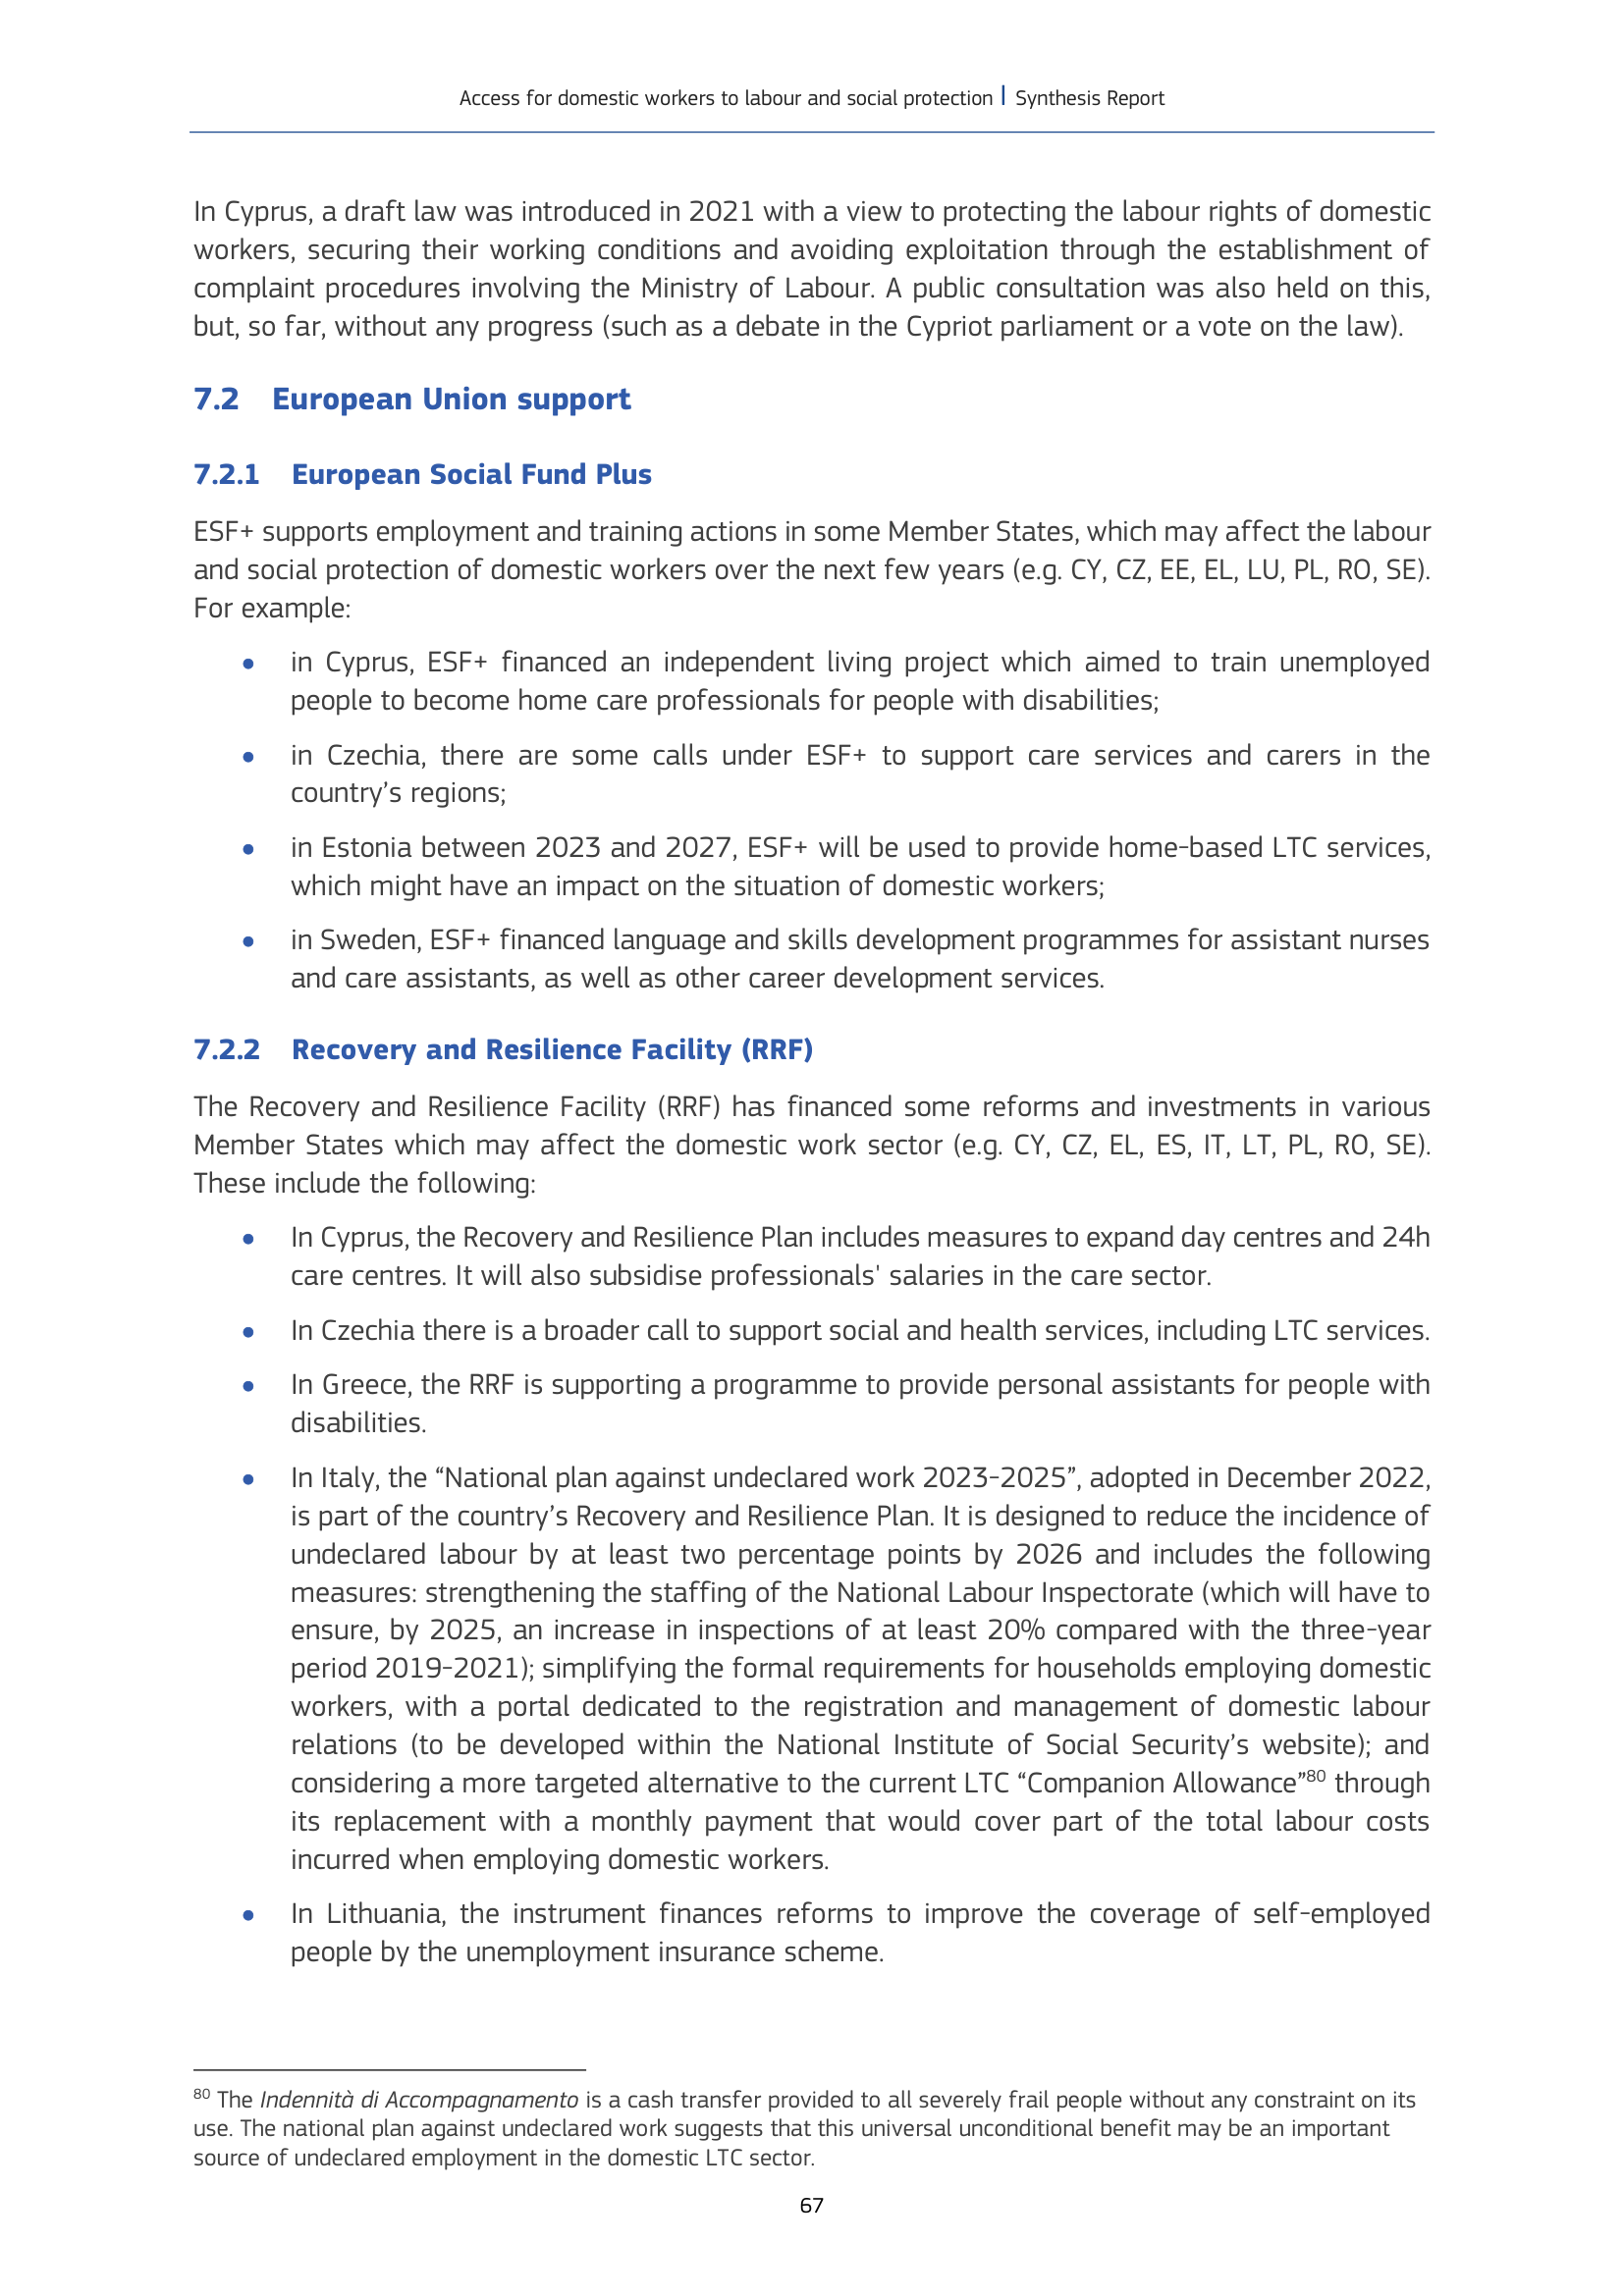 Access for domestic workers to labour and social protection | Synthesis Report
In Cyprus, a draft law was introduced in 2021 with a view to protecting the labour rights of domestic
workers, securing their working conditions and avoiding exploitation through the establishment of
complaint procedures involving the Ministry of Labour. A public consultation was also held on this,
but, so far, without any progress (such as a debate in the Cypriot parliament or a vote on the law).
7.2 European Union support
7.2.1 European Social Fund Plus
ESF+ supports employment and training actions in some Member States, which may affect the labour
and social protection of domestic workers over the next few years (e.g. CY, CZ, EE, EL, LU, PL, RO, SE).
For example:
• in Cyprus, ESF+ financed an independent living project which aimed to train unemployed
people to become home care professionals for people with disabilities;
• in Czechia, there are some calls under ESF+ to support care services and carers in the
country’s regions;
• in Estonia between 2023 and 2027, ESF+ will be used to provide home-based LTC services,
which might have an impact on the situation of domestic workers;
• in Sweden, ESF+ financed language and skills development programmes for assistant nurses
and care assistants, as well as other career development services.
7.2.2 Recovery and Resilience Facility (RRF)
The Recovery and Resilience Facility (RRF) has financed some reforms and investments in various
Member States which may affect the domestic work sector (e.g. CY, CZ, EL, ES, IT, LT, PL, RO, SE).
These include the following:
• In Cyprus, the Recovery and Resilience Plan includes measures to expand day centres and 24h
care centres. It will also subsidise professionals' salaries in the care sector.
• In Czechia there is a broader call to support social and health services, including LTC services.
• In Greece, the RRF is supporting a programme to provide personal assistants for people with
disabilities.
• In Italy, the “National plan against undeclared work 2023-2025”, adopted in December 2022,
is part of the country’s Recovery and Resilience Plan. It is designed to reduce the incidence of
undeclared labour by at least two percentage points by 2026 and includes the following
measures: strengthening the staffing of the National Labour Inspectorate (which will have to
ensure, by 2025, an increase in inspections of at least 20% compared with the three-year
period 2019-2021); simplifying the formal requirements for households employing domestic
workers, with a portal dedicated to the registration and management of domestic labour
relations (to be developed within the National Institute of Social Security’s website); and
considering a more targeted alternative to the current LTC “Companion Allowance”80 through
its replacement with a monthly payment that would cover part of the total labour costs
incurred when employing domestic workers.
• In Lithuania, the instrument finances reforms to improve the coverage of self-employed
people by the unemployment insurance scheme.
80 The Indennità di Accompagnamento is a cash transfer provided to all severely frail people without any constraint on its
use. The national plan against undeclared work suggests that this universal unconditional benefit may be an important
source of undeclared employment in the domestic LTC sector.
67